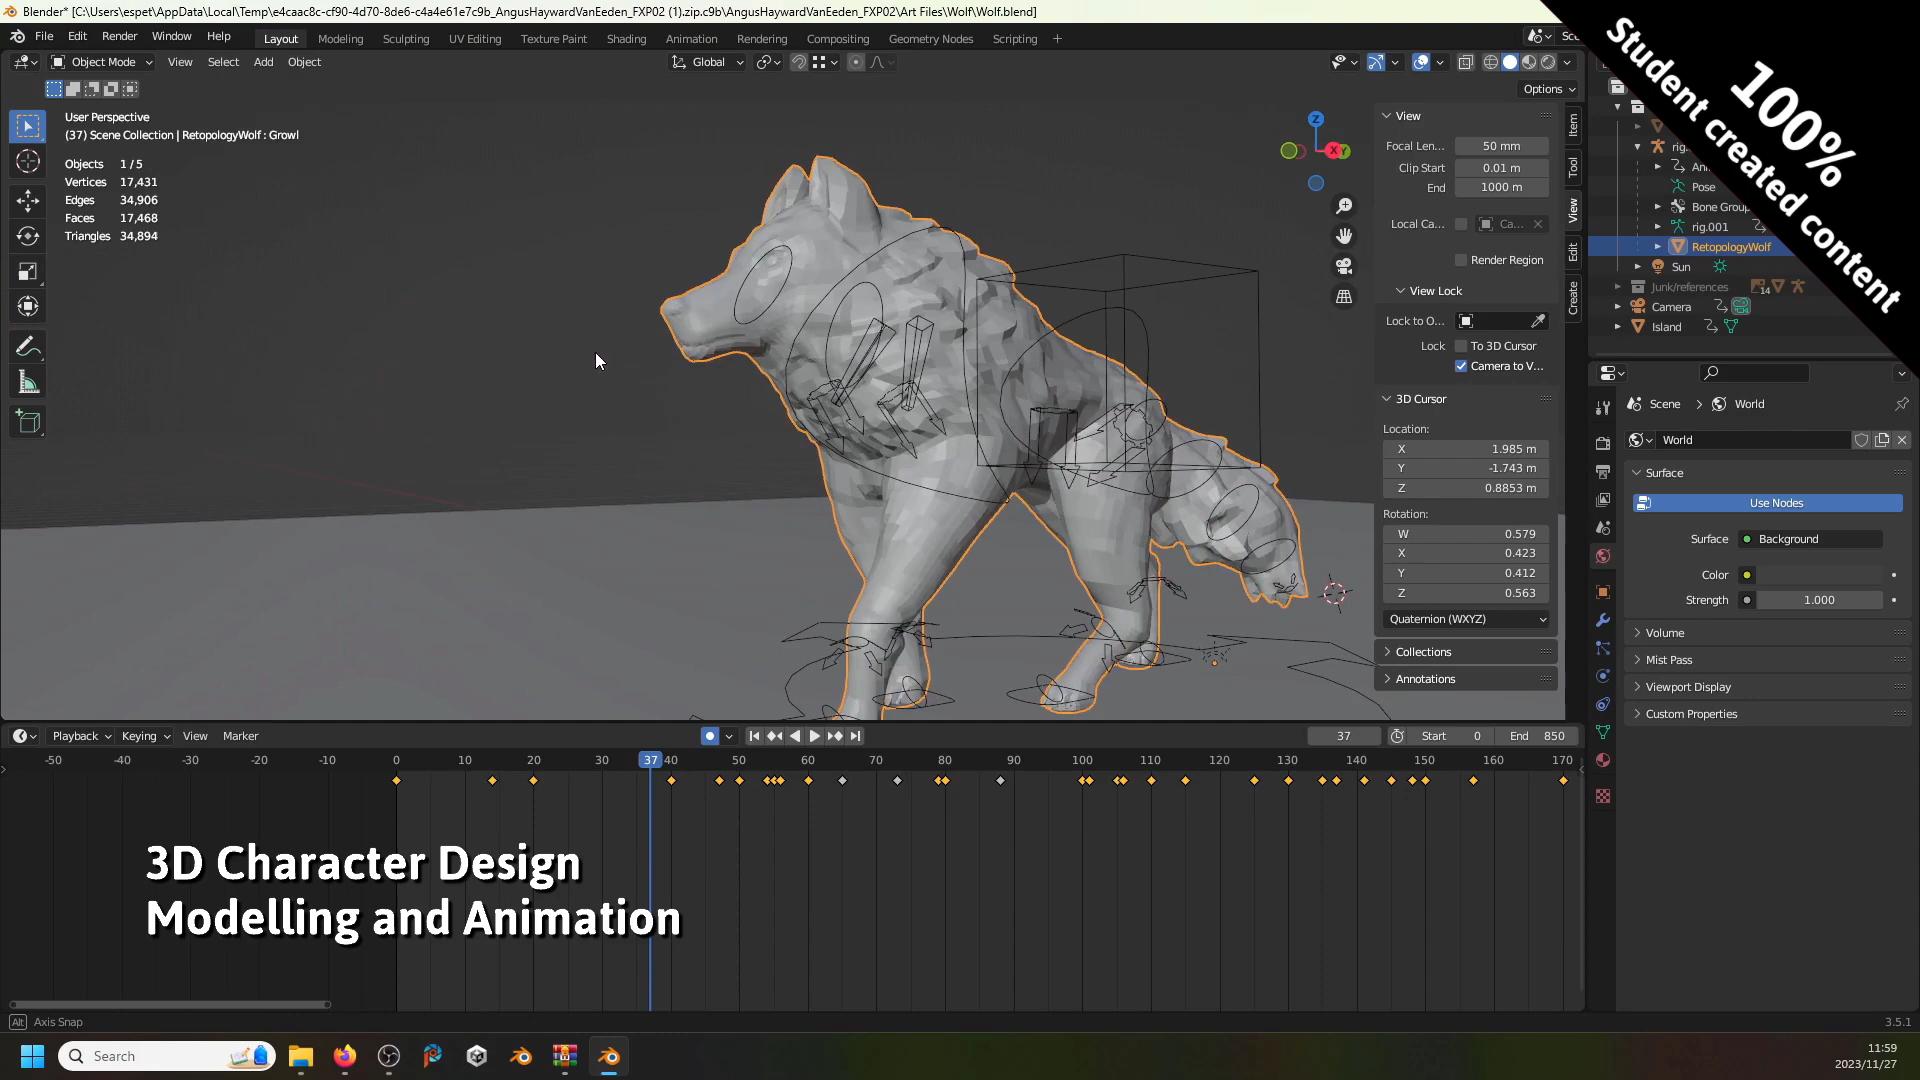 Blender* [C:\Users\espet\AppData\Local\Temp\e4caac8c-cf90-4d70-8de6-c4a4e61e7c9b_AngusHaywardVanEeden_FXP02 (1).zip.c9b\AngusHaywardVanEeden_FXP02\Art Files\Wolf\Wolf.blend]
File Edit Render Window Help Layout Modeling Sculpting UV Editing Texture Paint Shading Animation Rendering Compositing Geometry Nodes Scripting +
Object Mode View Select Add Object Global
Options
100%
Student created content
User Perspective
(37) Scene Collection | RetopologyWolf : Growl
Objects 1 / 5
Vertices 17,431
Edges 34,906
Faces 17,468
Triangles 34,894
Z
X Y
View
Focal Len... 50 mm
Clip Start 0.01 m
End 1000 m
Local Ca... Ca...
Render Region
View Lock
Lock to O...
Lock To 3D Cursor
Camera to V...
3D Cursor
Location:
X 1.985 m
Y -1.743 m
Z 0.8853 m
Rotation:
W 0.579
X 0.423
Y 0.412
Z 0.563
Quaternion (WXYZ)
Collections
Annotations
Item
Tool
View
Edit
Create
Pose
Bone Group
rig.001
RetopologyWolf
Sun
Junk/references 14
Camera
Island
Scene > World
World
Surface
Use Nodes
Surface Background
Color
Strength 1.000
Volume
Mist Pass
Viewport Display
Custom Properties
Playback Keying View Marker 37 Start 0 End 850
-50 -40 -30 -20 -10 0 10 20 30 37 40 50 60 70 80 90 100 110 120 130 140 150 160 170
3D Character Design
Modelling and Animation
Alt Axis Snap 3.5.1
Search
11:59
2023/11/27